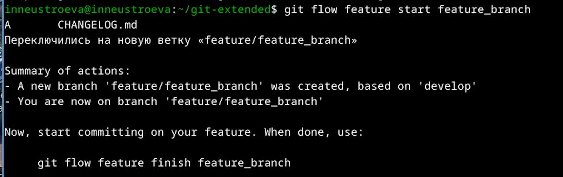 inneustroeva@inneustroeva:~/git-extended$ git flow feature start feature_branch
A       CHANGELOG.md
Переключились на новую ветку «feature/feature_branch»

Summary of actions:
- A new branch 'feature/feature_branch' was created, based on 'develop'
- You are now on branch 'feature/feature_branch'

Now, start committing on your feature. When done, use:

     git flow feature finish feature_branch